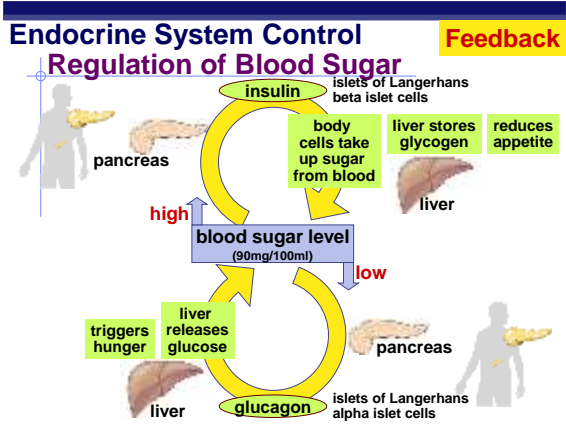 Endocrine System Control
Feedback
Regulation of Blood Sugar
insulin
islets of Langerhans
beta islet cells
body
cells take
up sugar
from blood
liver stores
glycogen
reduces
appetite
pancreas
liver
high
blood sugar level
(90mg/100ml)
low
triggers
hunger
liver
releases
glucose
pancreas
liver
glucagon
islets of Langerhans
alpha islet cells